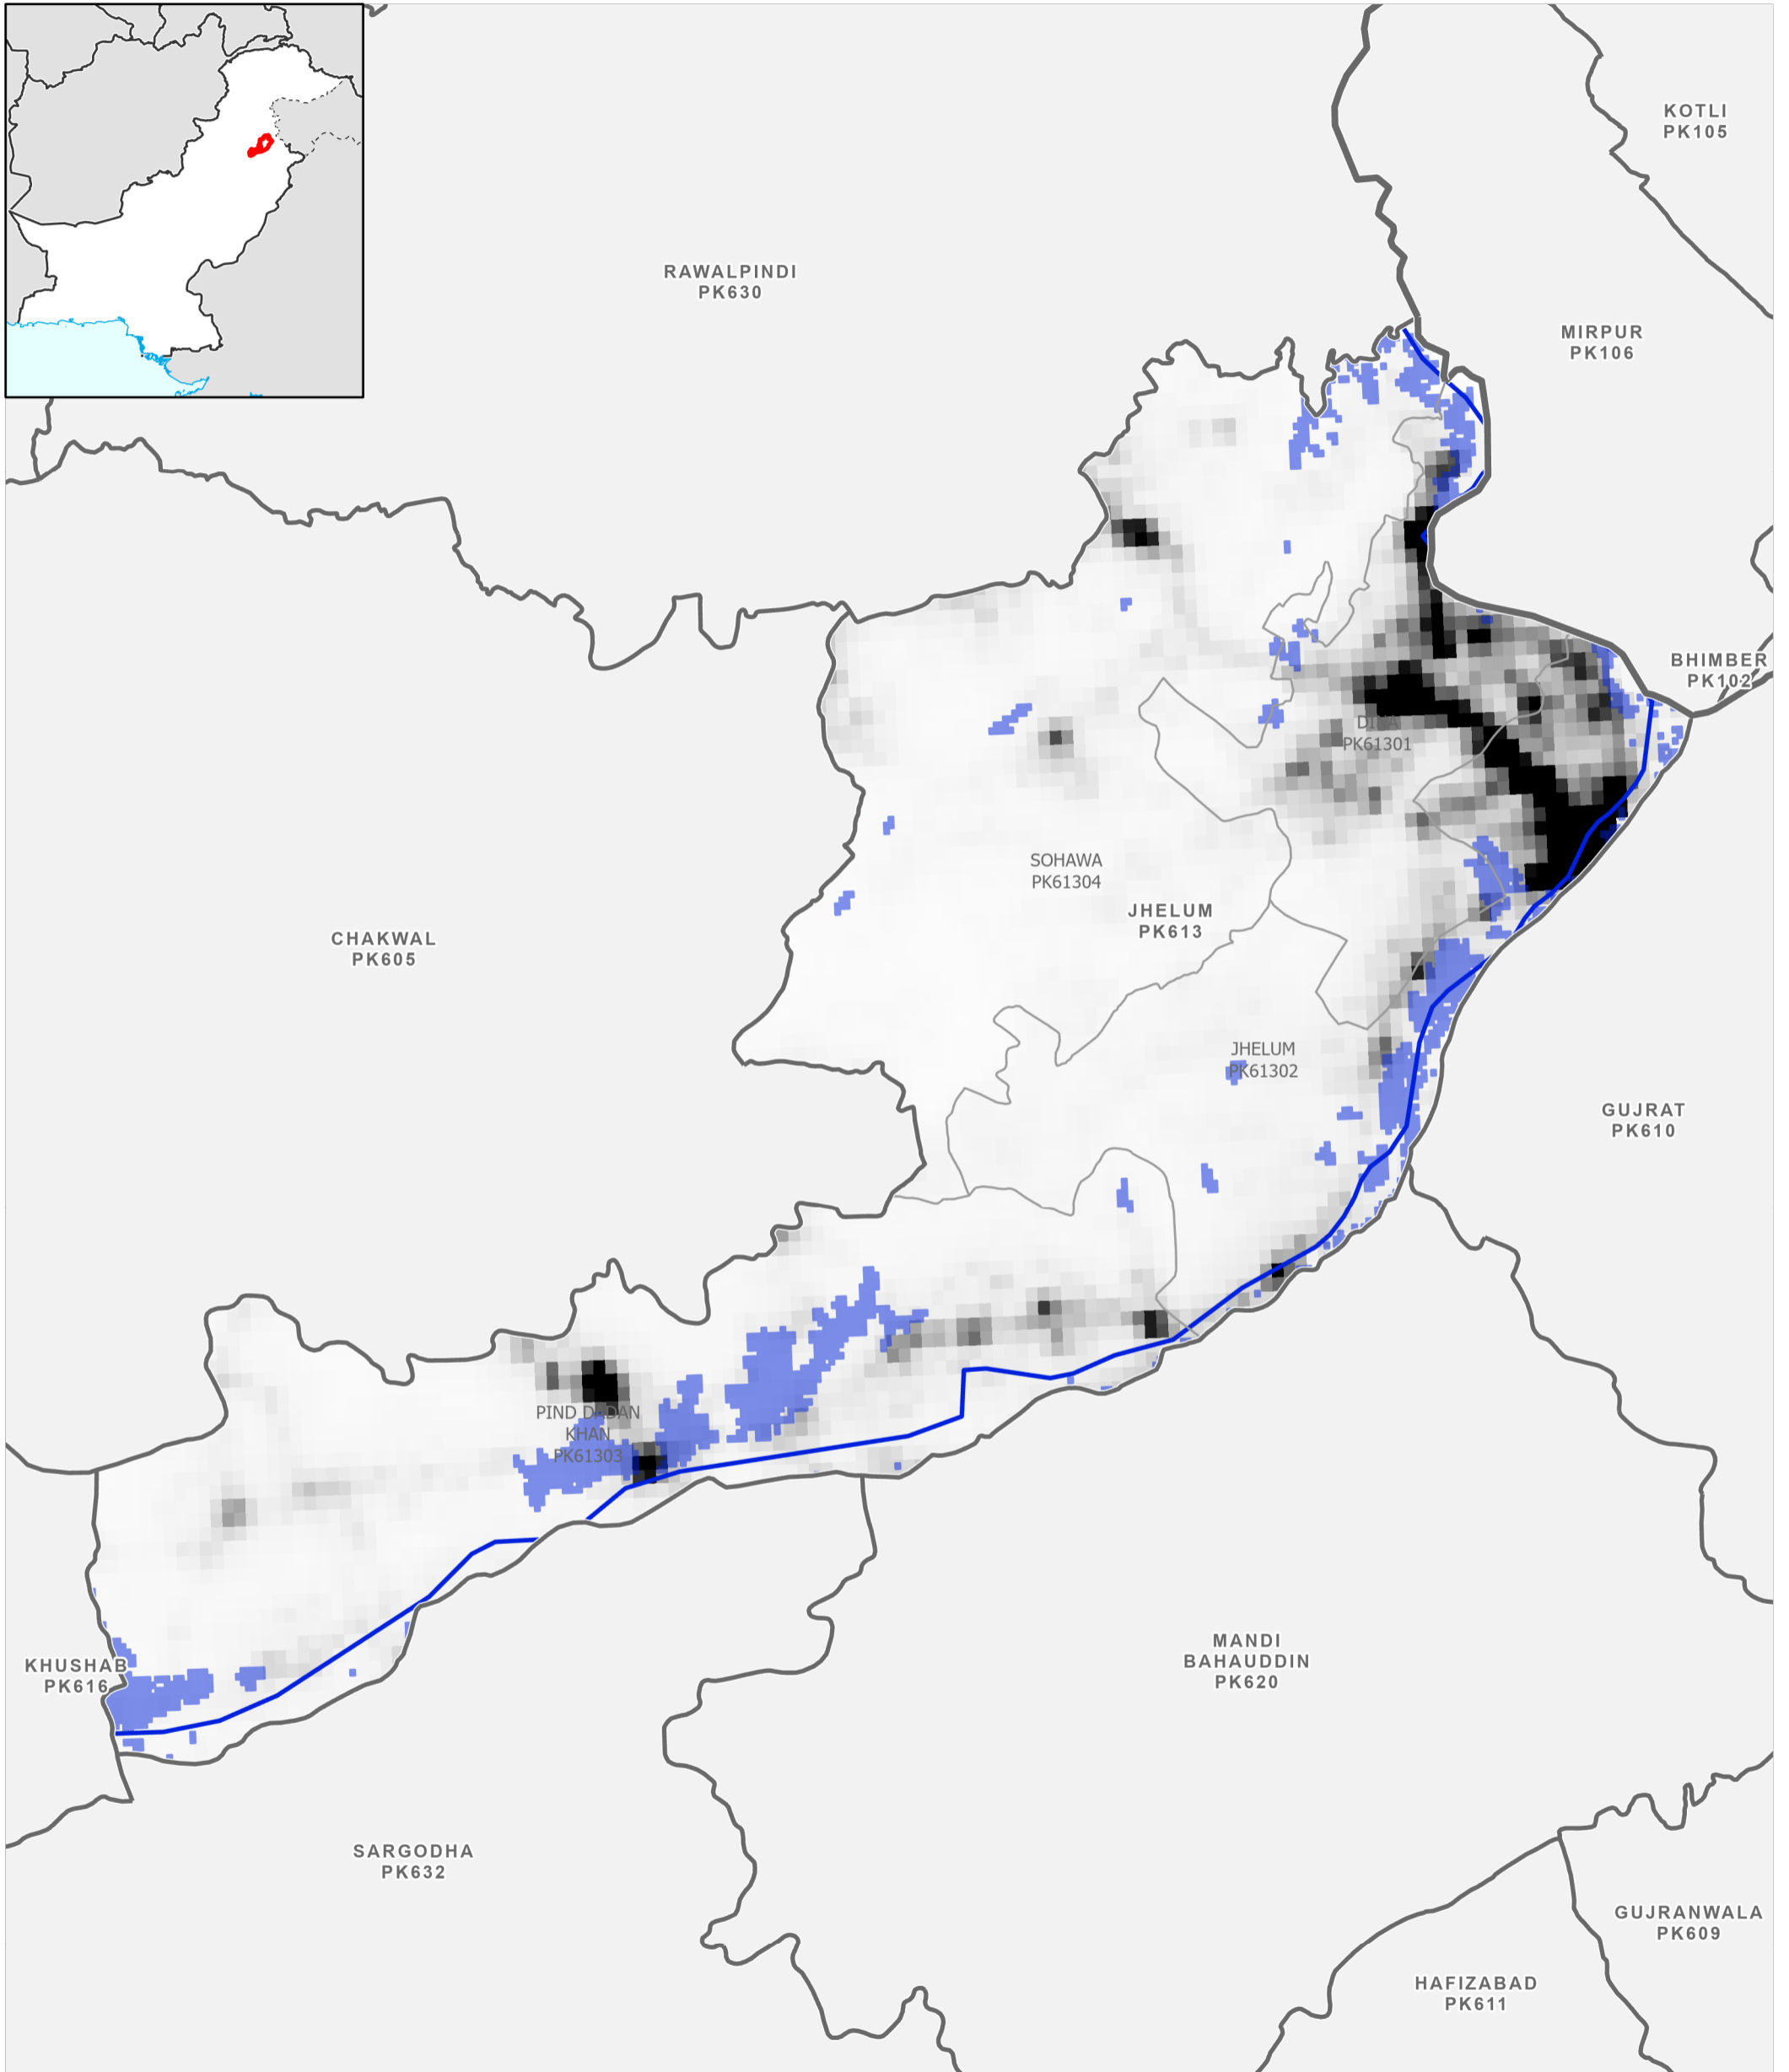 KOTLI
PK105
RAWALPINDI
PK630
MIRPUR
PK106
BHIMBER
PK102
DINA
PK61301
SOHAWA
PK61304
JHELUM
PK613
CHAKWAL
PK605
JHELUM
PK61302
GUJRAT
PK610
PIND DADAN
KHAN
PK61303
KHUSHAB
PK616
MANDI
BAHAUDDIN
PK620
SARGODHA
PK632
GUJRANWALA
PK609
HAFIZABAD
PK611